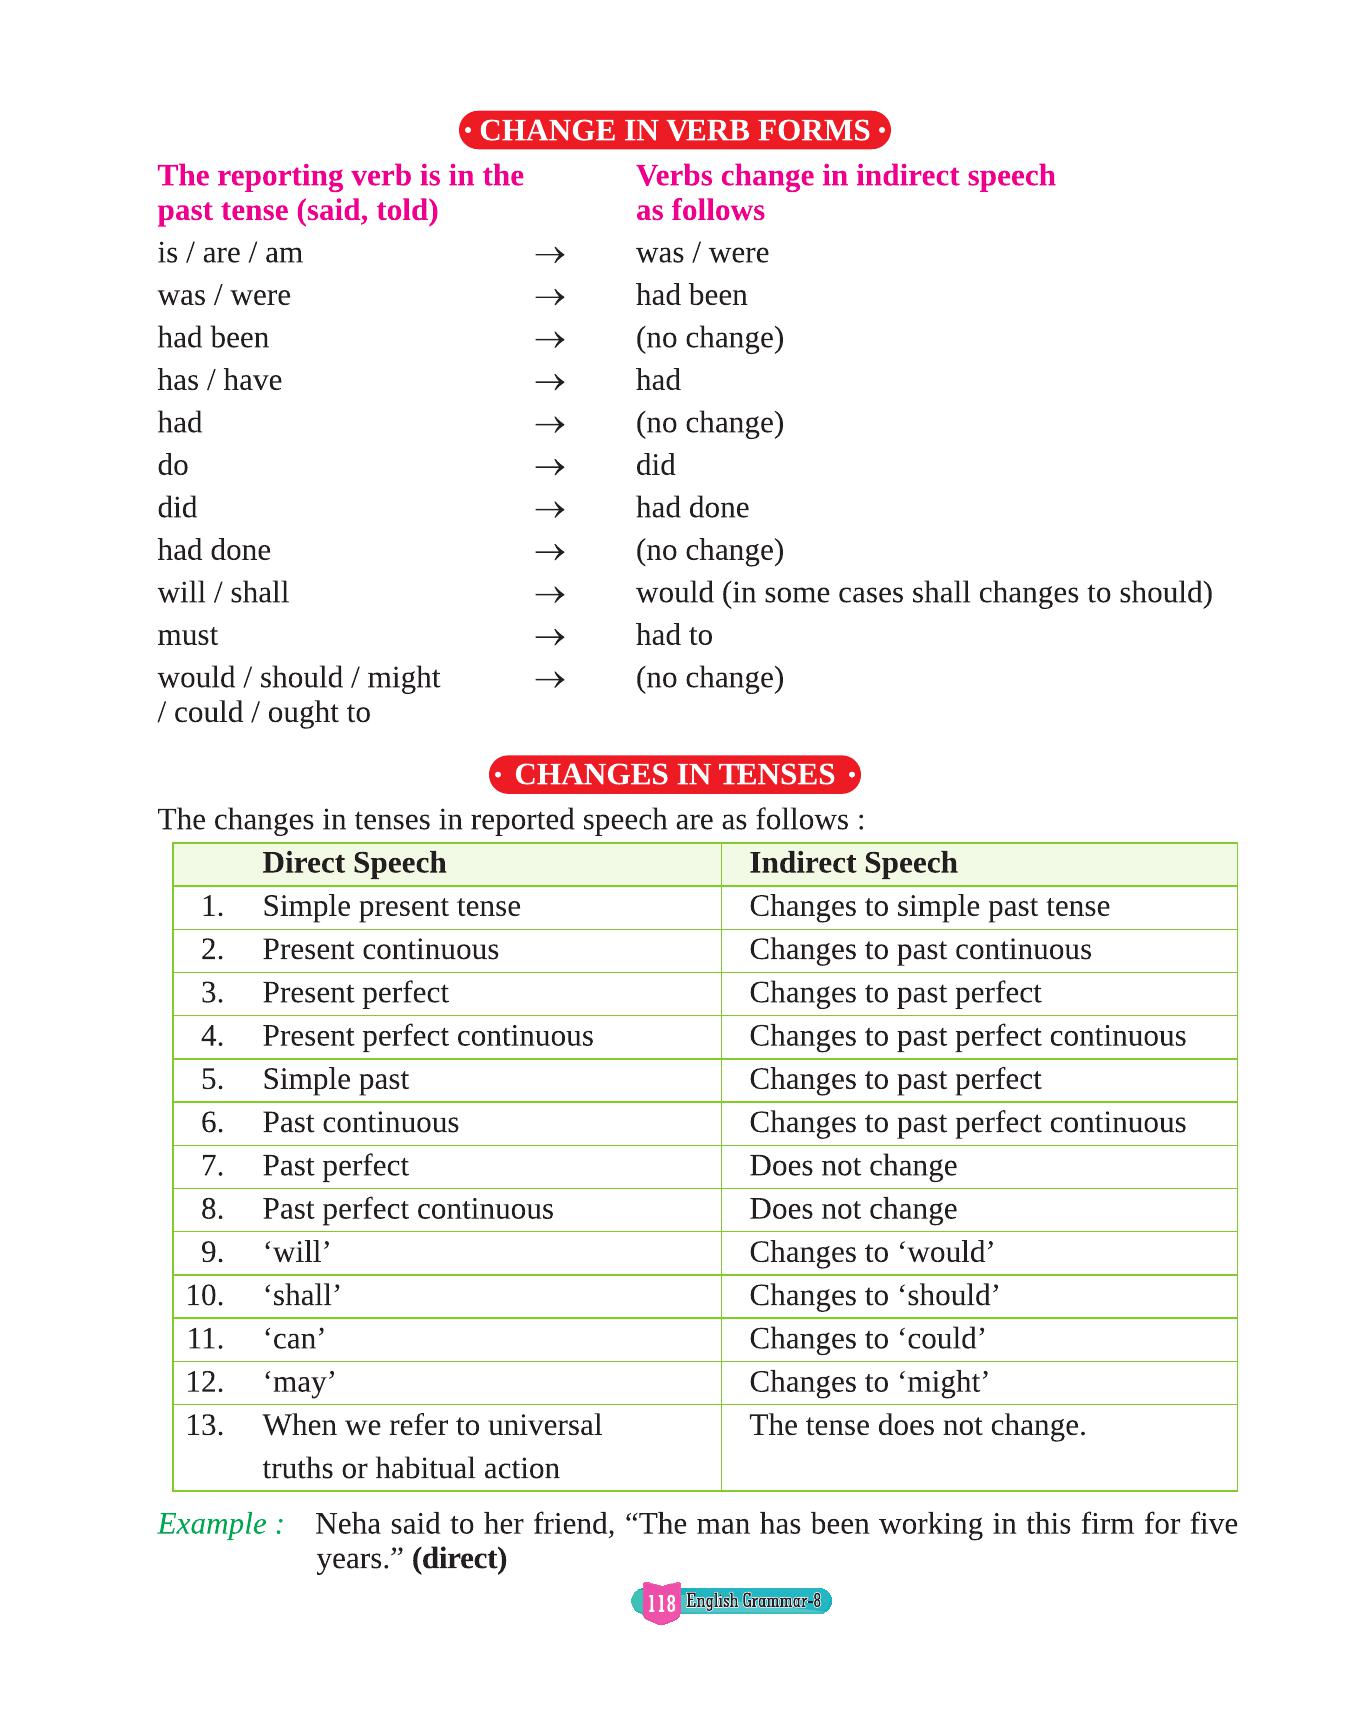 • CHANGE IN VERB FORMS •
The reporting verb is in the past tense (said, told)    Verbs change in indirect speech as follows
is / are / am → was / were
was / were → had been
had been → (no change)
has / have → had
had → (no change)
do → did
did → had done
had done → (no change)
will / shall → would (in some cases shall changes to should)
must → had to
would / should / might → (no change)
/ could / ought to
• CHANGES IN TENSES •
The changes in tenses in reported speech are as follows :
Direct Speech    Indirect Speech
1. Simple present tense    Changes to simple past tense
2. Present continuous    Changes to past continuous
3. Present perfect    Changes to past perfect
4. Present perfect continuous    Changes to past perfect continuous
5. Simple past    Changes to past perfect
6. Past continuous    Changes to past perfect continuous
7. Past perfect    Does not change
8. Past perfect continuous    Does not change
9. ‘will’    Changes to ‘would’
10. ‘shall’    Changes to ‘should’
11. ‘can’    Changes to ‘could’
12. ‘may’    Changes to ‘might’
13. When we refer to universal    The tense does not change.
truths or habitual action
Example : Neha said to her friend, “The man has been working in this firm for five
years.” (direct)
118 English Grammar-8